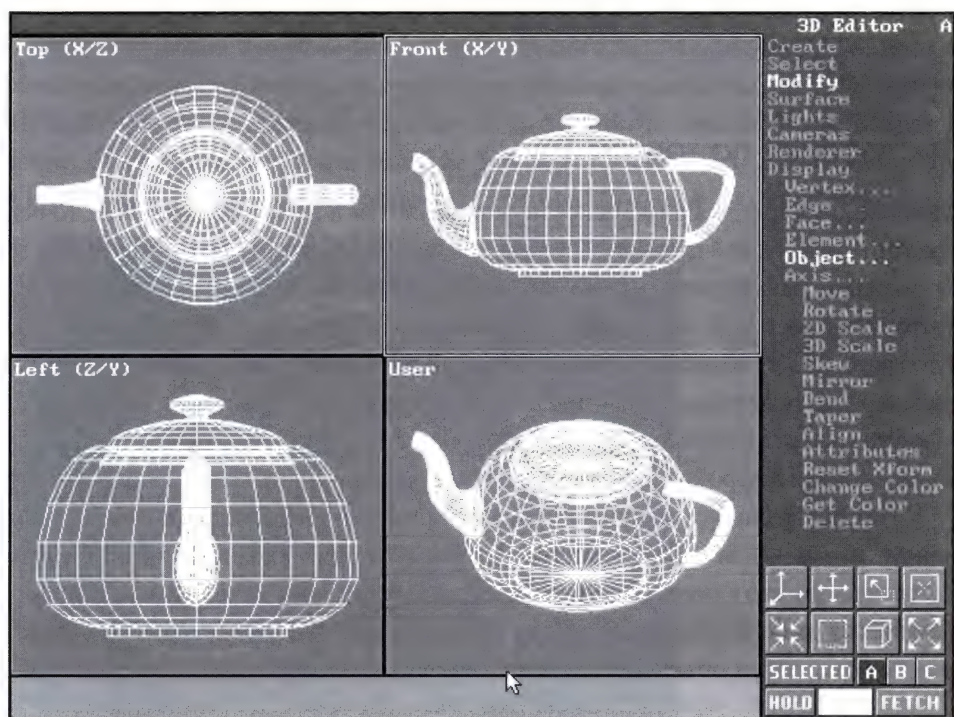 3D Editor A
Top (X/Z)
Front (X/Y)
Left (Z/Y)
User
Create
Select
Modify
Surface
Lights
Cameras
Renderer
Display
Vertex...
Edge...
Face...
Element...
Object...
Axis...
Move
Rotate
2D Scale
3D Scale
Skew
Mirror
Bend
Taper
Align
Attributes
Reset Xform
Change Color
Get Color
Delete
SELECTED A B C
HOLD FETCH